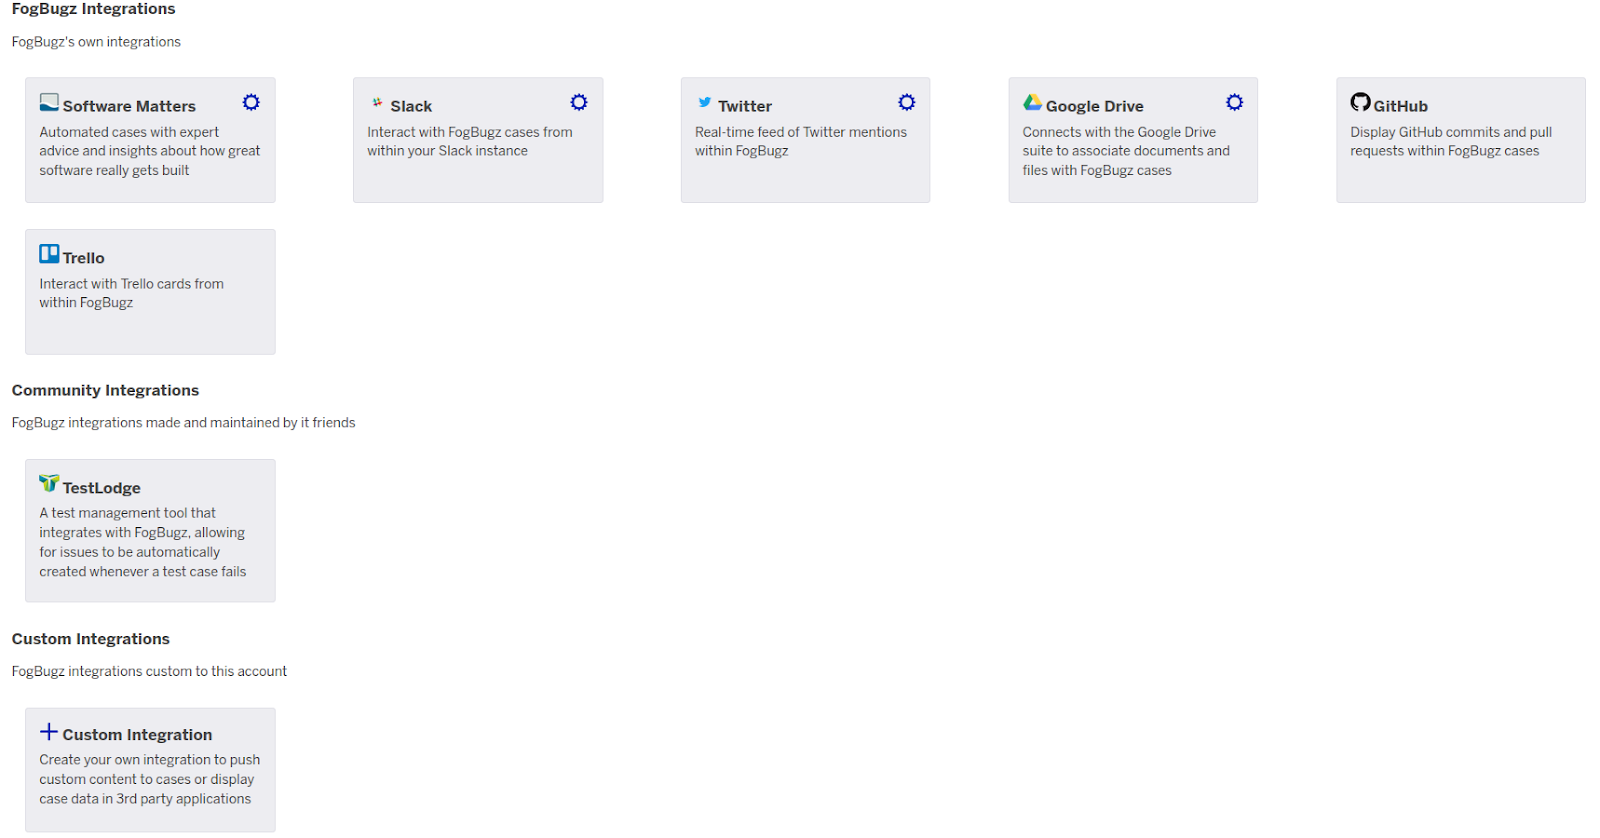 FogBugz Integrations
FogBugz's own integrations
Software Matters
Automated cases with expert
advice and insights about how great
software really gets built
Slack
Interact with FogBugz cases from
within your Slack instance
Twitter
Real-time feed of Twitter mentions
within FogBugz
Google Drive
Connects with the Google Drive
suite to associate documents and
files with FogBugz cases
GitHub
Display GitHub commits and pull
requests within FogBugz cases
Trello
Interact with Trello cards from
within FogBugz
Community Integrations
FogBugz integrations made and maintained by it friends
TestLodge
A test management tool that
integrates with FogBugz, allowing
for issues to be automatically
created whenever a test case fails
Custom Integrations
FogBugz integrations custom to this account
Custom Integration
Create your own integration to push
custom content to cases or display
case data in 3rd party applications